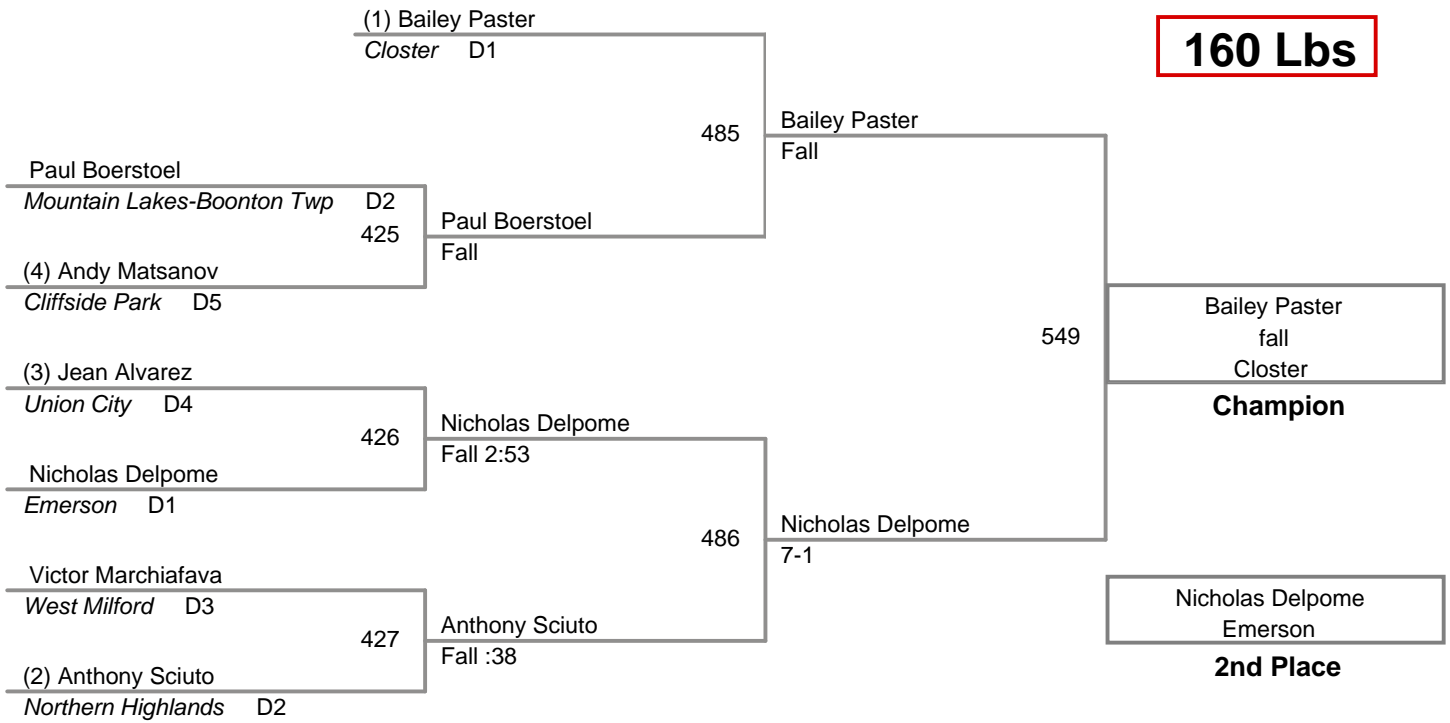 (1) Bailey Paster
Closter D1
160 Lbs
485
Bailey Paster
Fall
Paul Boerstoel
Mountain Lakes-Boonton Twp D2
425
Paul Boerstoel
Fall
(4) Andy Matsanov
Cliffside Park D5
549
Bailey Paster
fall
Closter
Champion
(3) Jean Alvarez
Union City D4
426
Nicholas Delpome
Fall 2:53
Nicholas Delpome
Emerson D1
486
Nicholas Delpome
7-1
Victor Marchiafava
West Milford D3
427
Anthony Sciuto
Fall :38
(2) Anthony Sciuto
Northern Highlands D2
Nicholas Delpome
Emerson
2nd Place